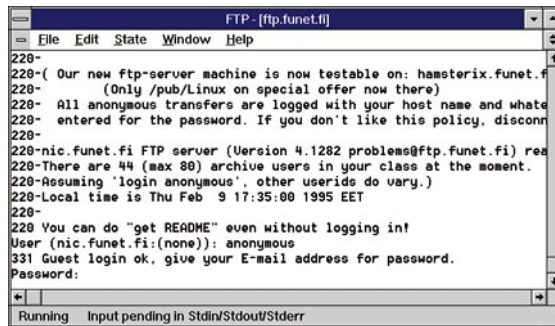 FTP - [ftp.funet.fi]
File Edit State Window Help
220-
220-( Our new ftp-server machine is now testable on: hamsterix.funet.f
220- (Only /pub/Linux on special offer now there)
220- All anonymous transfers are logged with your host name and whate
220- entered for the password. If you don't like this policy, disconn
220-
220-nic.funet.fi FTP server (Version 4.1282 problems@ftp.funet.fi) rea
220-There are 44 (max 80) archive users in your class at the moment.
220-Assuming 'login anonymous', other userids do vary.)
220-Local time is Thu Feb  9 17:35:00 1995 EET
220-
220 You can do "get README" even without logging in!
User (nic.funet.fi:(none)): anonymous
331 Guest login ok, give your E-mail address for password.
Password:
Running Input pending in Stdin/Stdout/Stderr